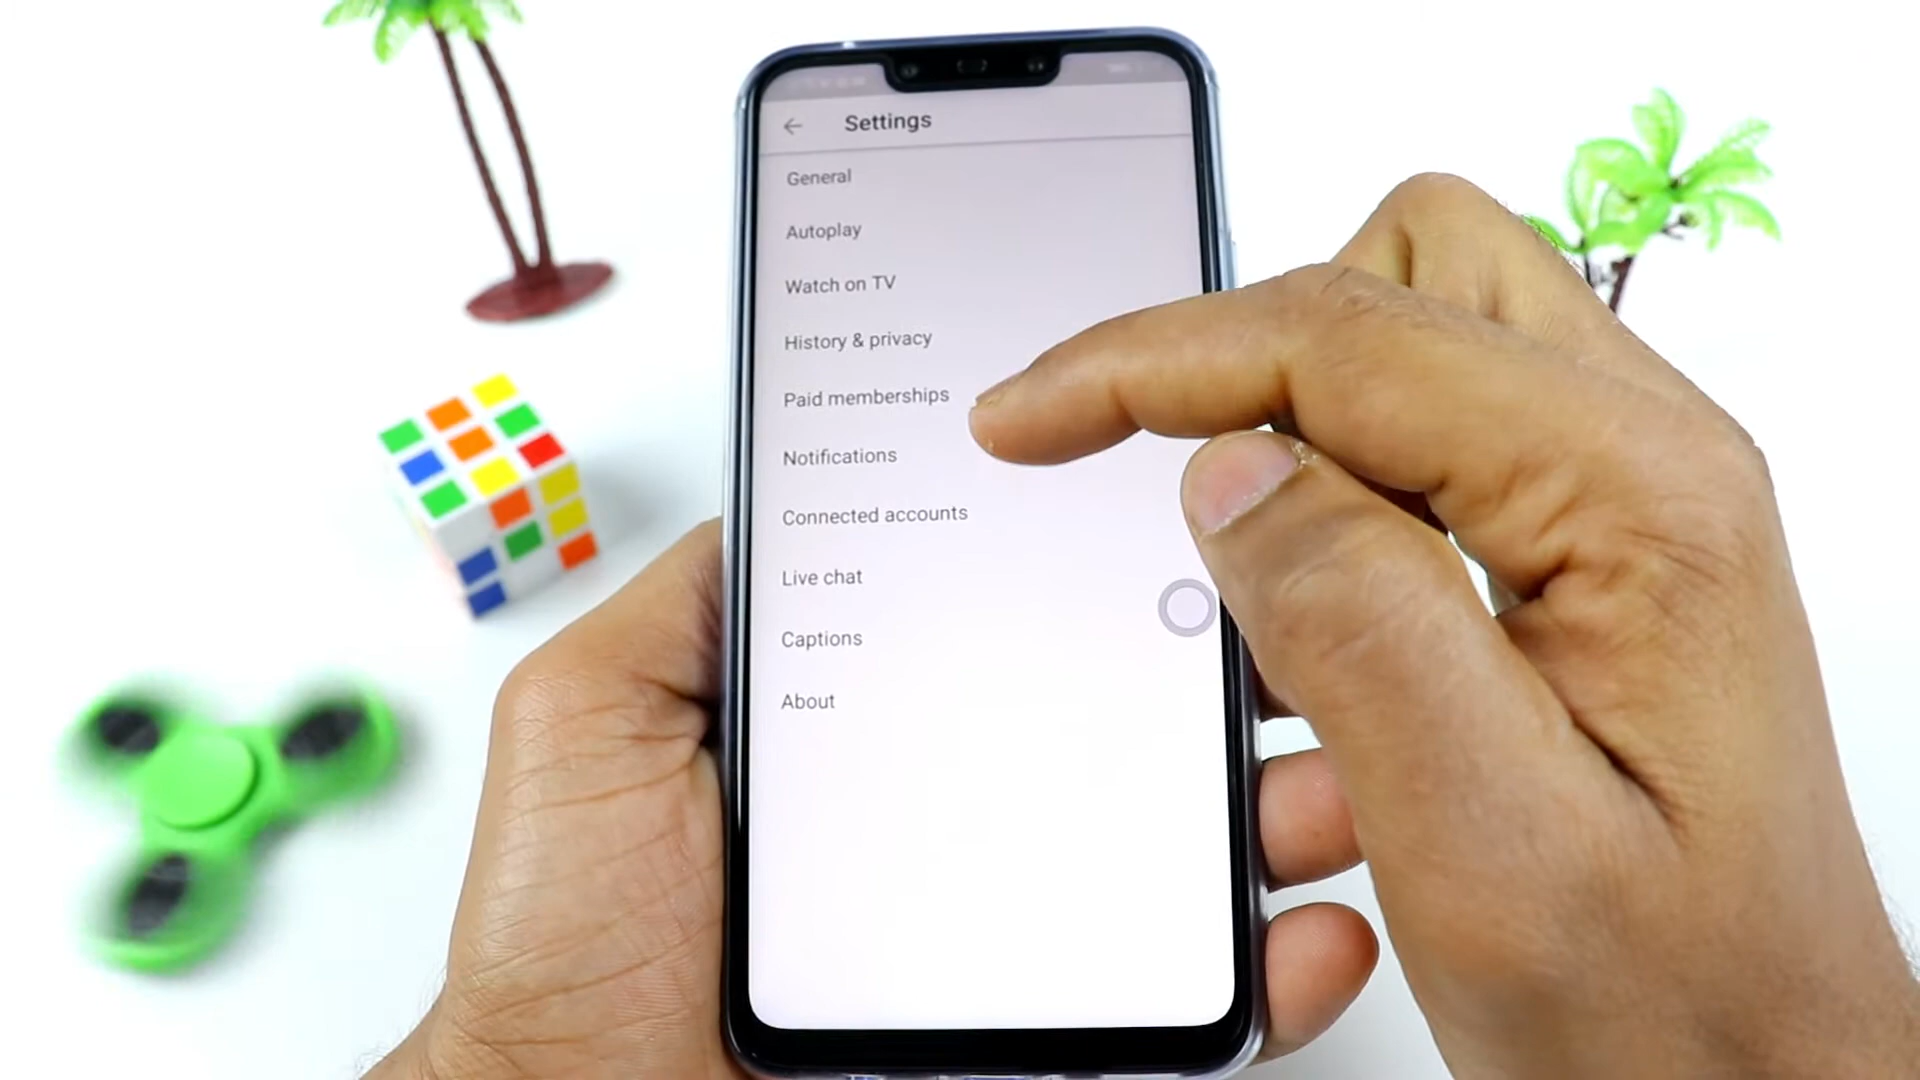 Settings
General
Autoplay
Watch on TV
History & privacy
Paid memberships
Notifications
Connected accounts
Live chat
Captions
About